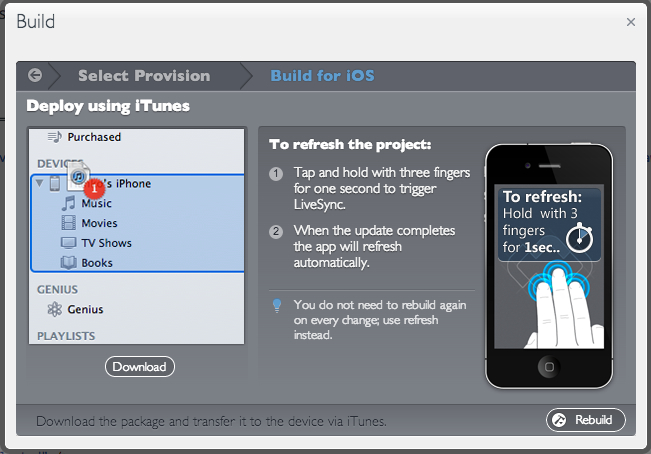 Build
Select Provision
Build for iOS
Deploy using iTunes
Purchased
DEVICES
's iPhone
1
Music
Movies
TV Shows
Books
GENIUS
Genius
PLAYLISTS
Download
To refresh the project:
1 Tap and hold with three fingers
for one second to trigger
LiveSync.
2 When the update completes
the app will refresh
automatically.
You do not need to rebuild again
on every change; use refresh
instead.
To refresh:
Hold with 3
fingers
for 1sec..
Download the package and transfer it to the device via iTunes.
Rebuild